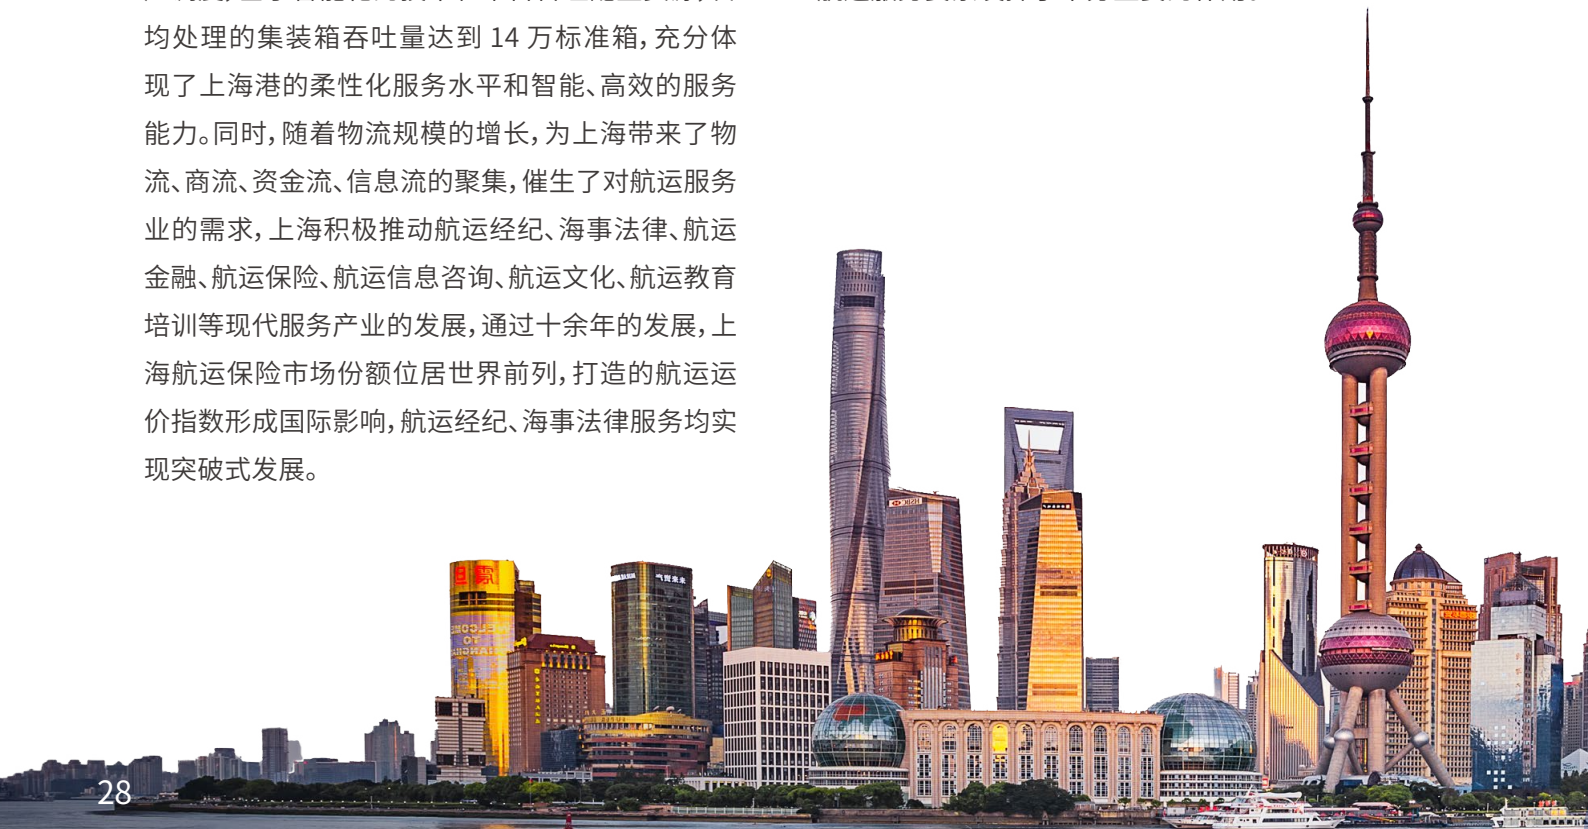 均处理的集装箱吞吐量达到 14 万标准箱，充分体
现了上海港的柔性化服务水平和智能、高效的服务
能力。同时，随着物流规模的增长，为上海带来了物
流、商流、资金流、信息流的聚集，催生了对航运服务
业的需求，上海积极推动航运经纪、海事法律、航运
金融、航运保险、航运信息咨询、航运文化、航运教育
培训等现代服务产业的发展，通过十余年的发展，上
海航运保险市场份额位居世界前列，打造的航运运
价指数形成国际影响，航运经纪、海事法律服务均实
现突破式发展。
HSBC
WELCOME
TO
SHANGHAI
28